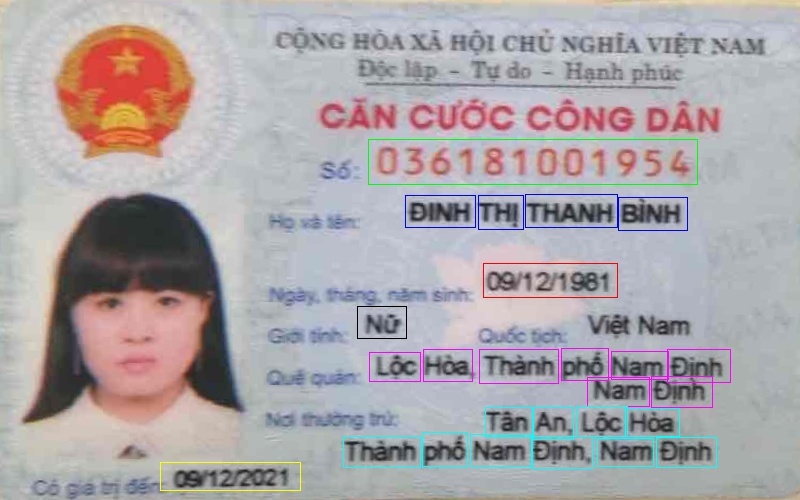 CỘNG HÒA XÃ HỘI CHỦ NGHĨA VIỆT NAM
Độc lập - Tự do - Hạnh phúc
CĂN CƯỚC CÔNG DÂN
Số: 036181001954
Họ và tên: ĐINH THỊ THANH BÌNH
Ngày, tháng, năm sinh: 09/12/1981
Giới tính: Nữ Quốc tịch: Việt Nam
Quê quán: Lộc Hòa, Thành phố Nam Định
Nam Định
Nơi thường trú: Tân An, Lộc Hòa
Thành phố Nam Định, Nam Định
Có giá trị đến: 09/12/2021